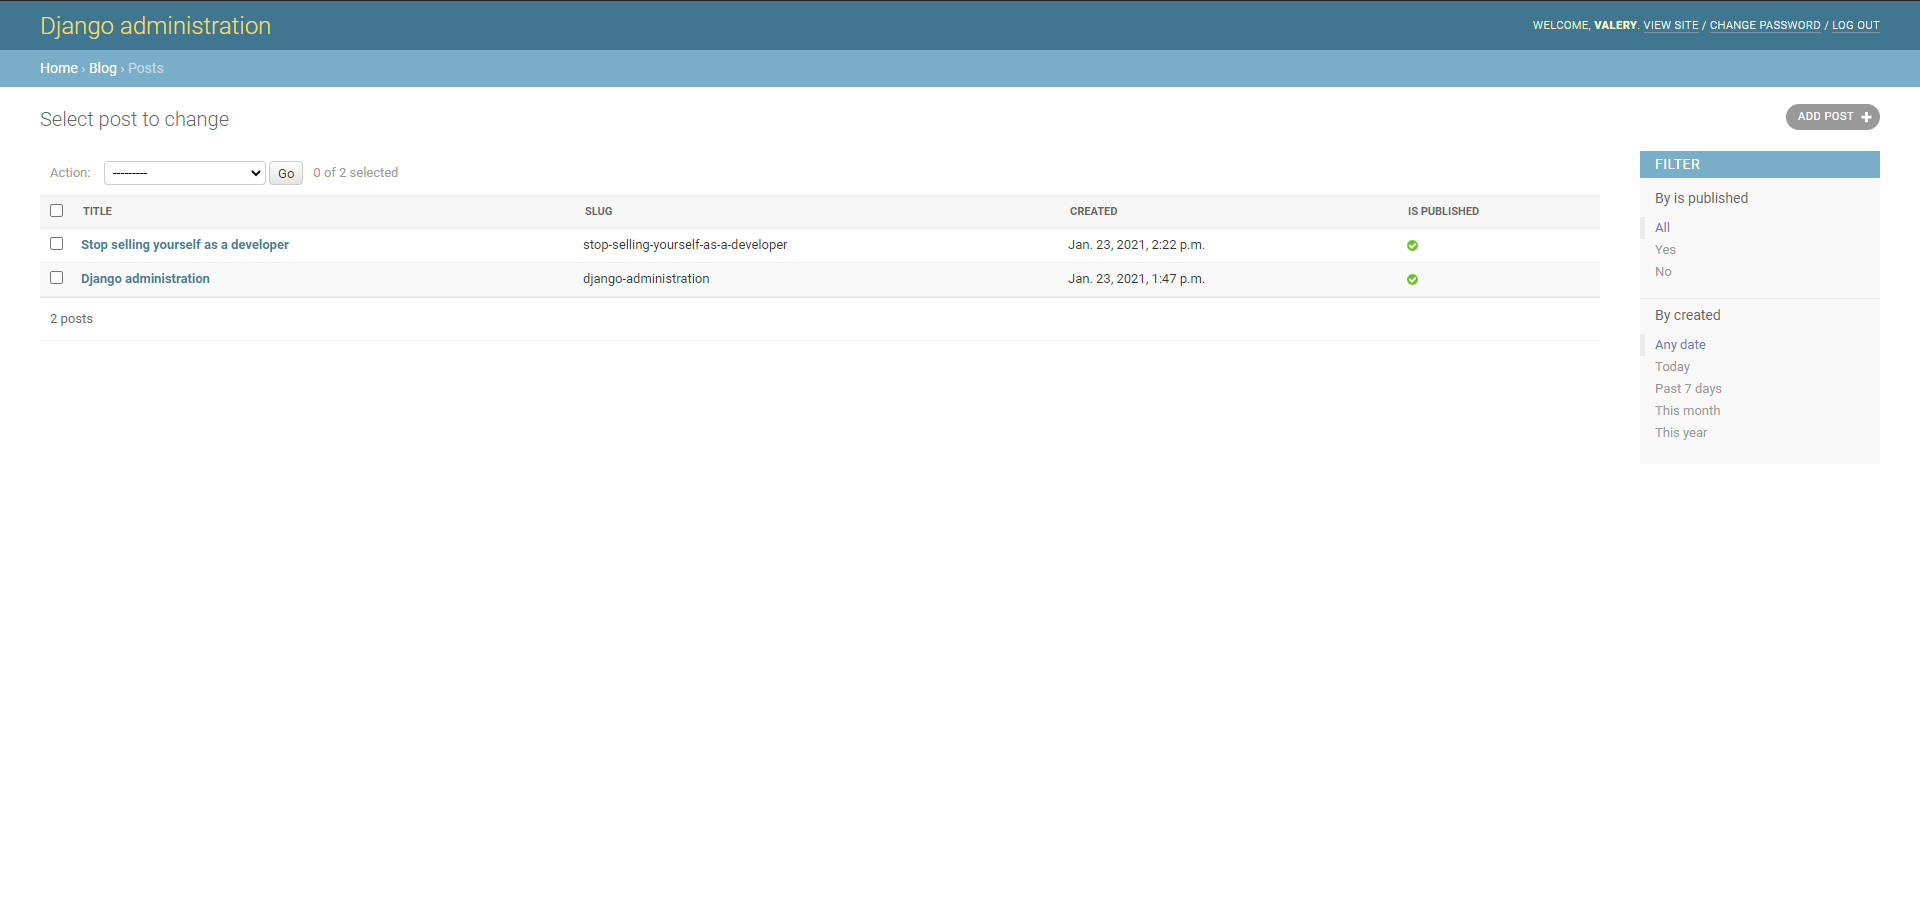 Django administration
WELCOME, VALERY. VIEW SITE / CHANGE PASSWORD / LOG OUT
Home › Blog › Posts
Select post to change
ADD POST
Action: --------- Go 0 of 2 selected
TITLE SLUG CREATED IS PUBLISHED
Stop selling yourself as a developer stop-selling-yourself-as-a-developer Jan. 23, 2021, 2:22 p.m.
Django administration django-administration Jan. 23, 2021, 1:47 p.m.
2 posts
FILTER
By is published
All
Yes
No
By created
Any date
Today
Past 7 days
This month
This year